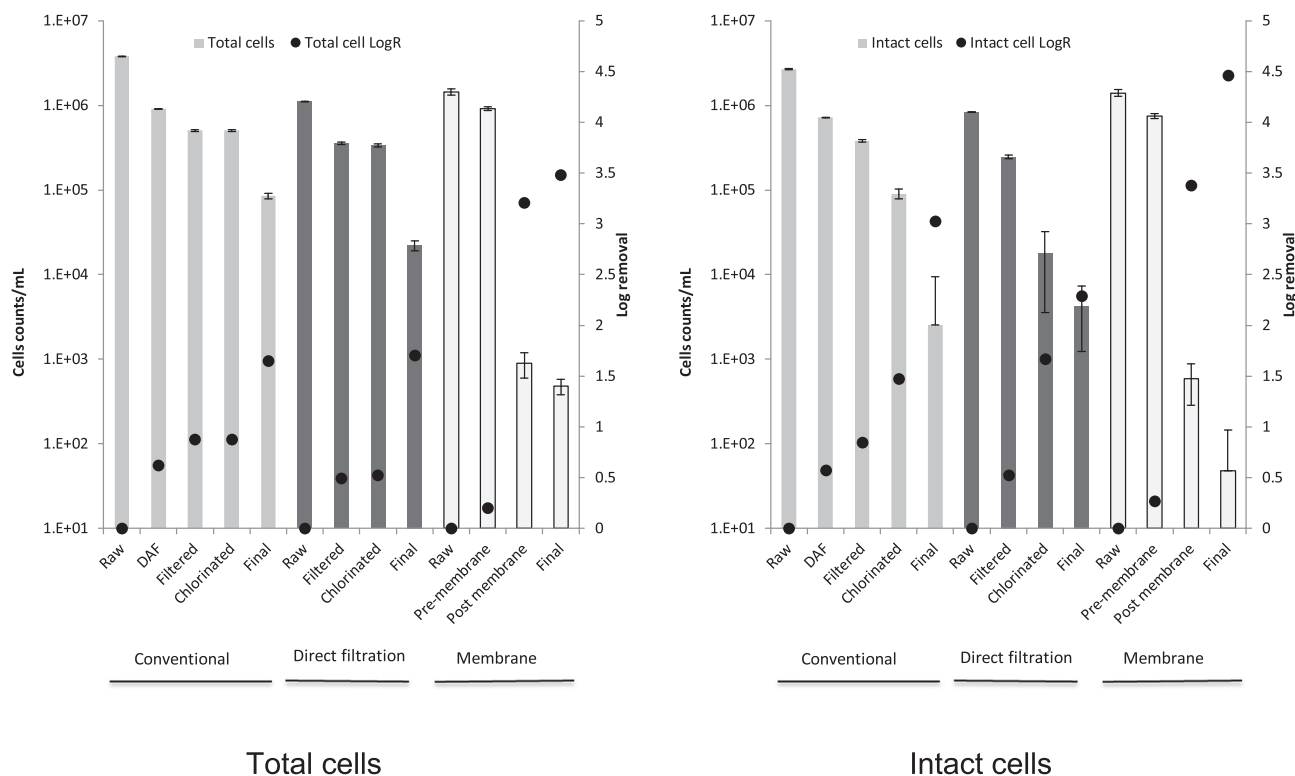 Total cells
Total cell LogR
Cells counts/mL
1.E+07
1.E+06
1.E+05
1.E+04
1.E+03
1.E+02
1.E+01
5
4.5
4
3.5
3
2.5
2
1.5
1
0.5
0
Log removal
Raw
DAF
Filtered
Chlorinated
Final
Raw
Filtered
Chlorinated
Final
Raw
Pre-membrane
Post membrane
Final
Conventional
Direct filtration
Membrane
Total cells
Intact cells
Intact cell LogR
Cells counts/mL
1.E+07
1.E+06
1.E+05
1.E+04
1.E+03
1.E+02
1.E+01
5
4.5
4
3.5
3
2.5
2
1.5
1
0.5
0
Log removal
Raw
DAF
Filtered
Chlorinated
Final
Raw
Filtered
Chlorinated
Final
Raw
Pre-membrane
Post membrane
Final
Conventional
Direct filtration
Membrane
Intact cells